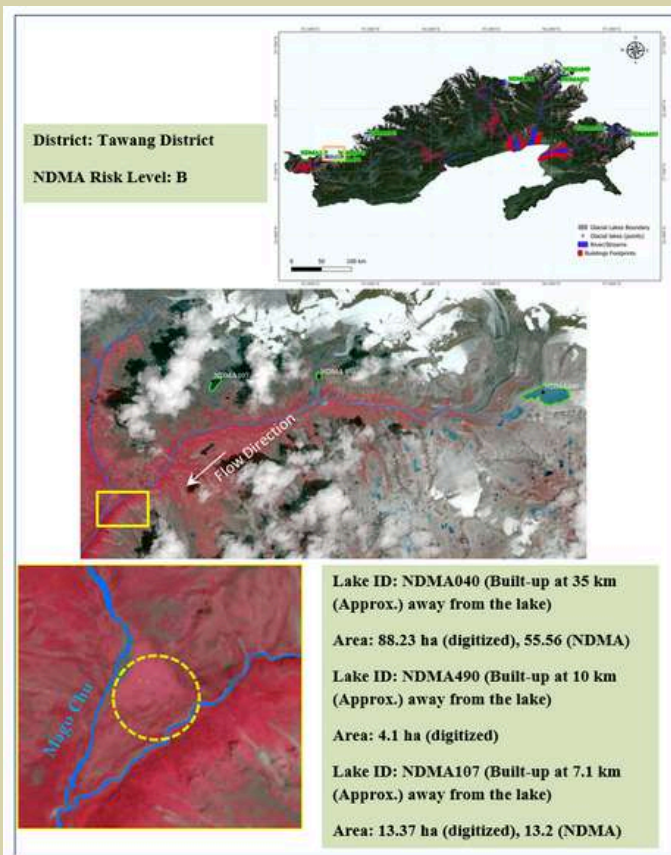 District: Tawang District
NDMA Risk Level: B
Glacial Lakes Boundary
Glacial lakes (points)
River/Streams
Buildings Footprints
0 50 100 km
NDMA107
Flow Direction
Mago Chu
Lake ID: NDMA040 (Built-up at 35 km
(Approx.) away from the lake)
Area: 88.23 ha (digitized), 55.56 (NDMA)
Lake ID: NDMA490 (Built-up at 10 km
(Approx.) away from the lake)
Area: 4.1 ha (digitized)
Lake ID: NDMA107 (Built-up at 7.1 km
(Approx.) away from the lake)
Area: 13.37 ha (digitized), 13.2 (NDMA)